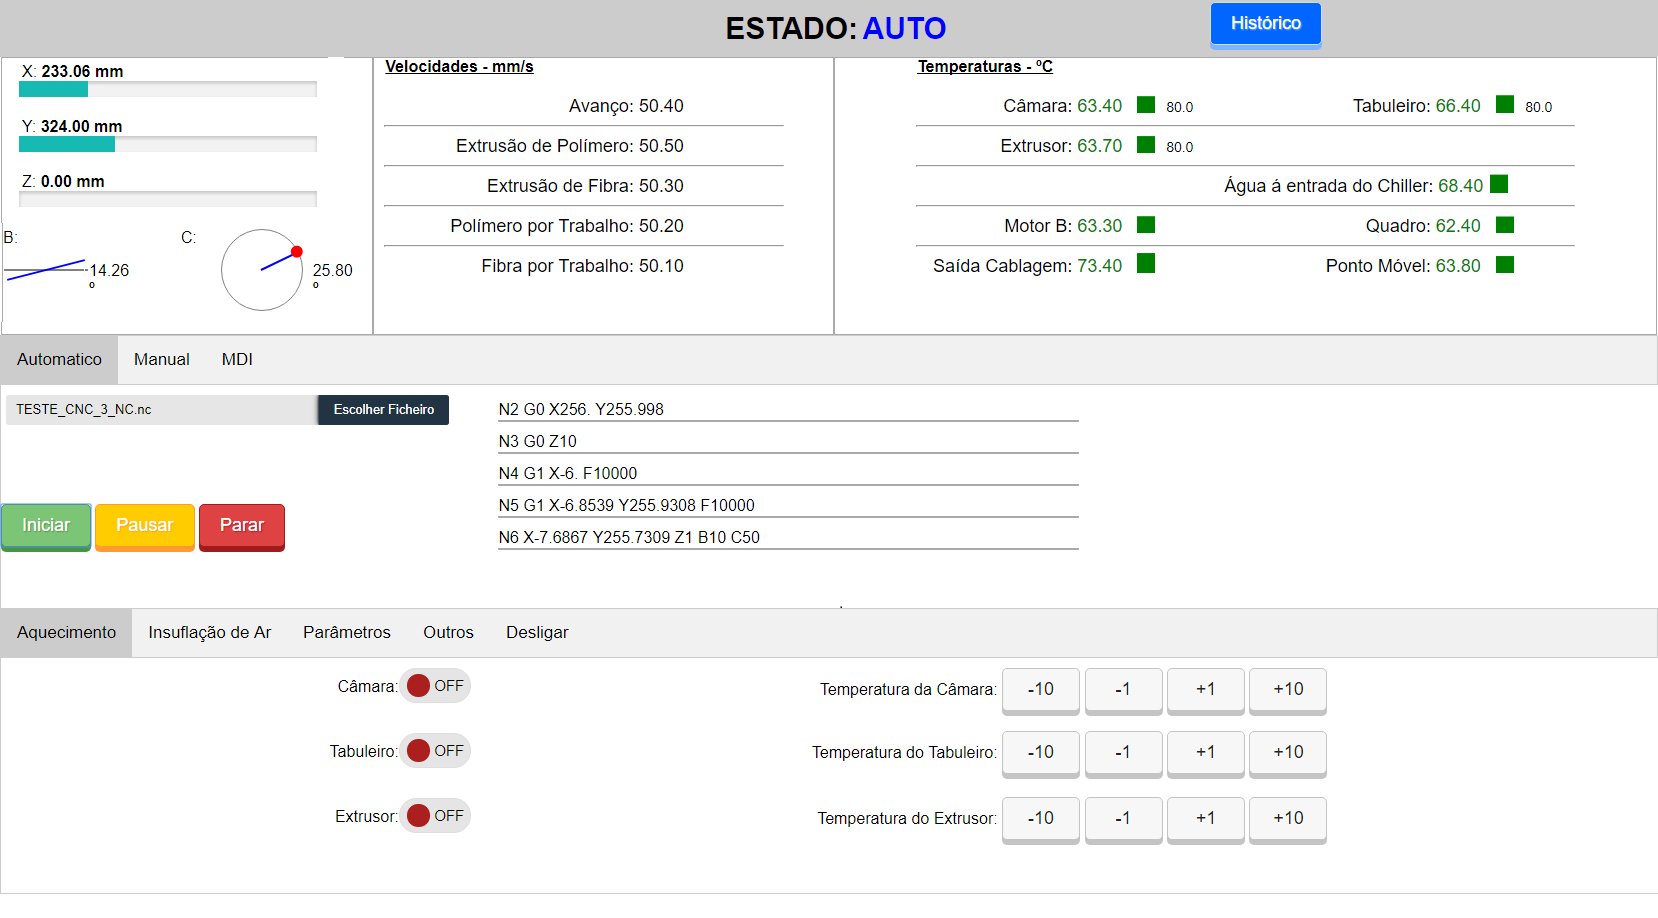 ESTADO: AUTO
Histórico
X: 233.06 mm
Y: 324.00 mm
Z: 0.00 mm
B:
14.26
º
C:
25.80
º
Velocidades - mm/s
Avanço: 50.40
Extrusão de Polímero: 50.50
Extrusão de Fibra: 50.30
Polímero por Trabalho: 50.20
Fibra por Trabalho: 50.10
Temperaturas - ºC
Câmara: 63.40 80.0 Tabuleiro: 66.40 80.0
Extrusor: 63.70 80.0
Água á entrada do Chiller: 68.40
Motor B: 63.30 Quadro: 62.40
Saída Cablagem: 73.40 Ponto Móvel: 63.80
Automatico Manual MDI
TESTE_CNC_3_NC.nc Escolher Ficheiro
Iniciar Pausar Parar
N2 G0 X256. Y255.998
N3 G0 Z10
N4 G1 X-6. F10000
N5 G1 X-6.8539 Y255.9308 F10000
N6 X-7.6867 Y255.7309 Z1 B10 C50
Aquecimento Insuflação de Ar Parâmetros Outros Desligar
Câmara: OFF
Tabuleiro: OFF
Extrusor: OFF
Temperatura da Câmara: -10 -1 +1 +10
Temperatura do Tabuleiro: -10 -1 +1 +10
Temperatura do Extrusor: -10 -1 +1 +10